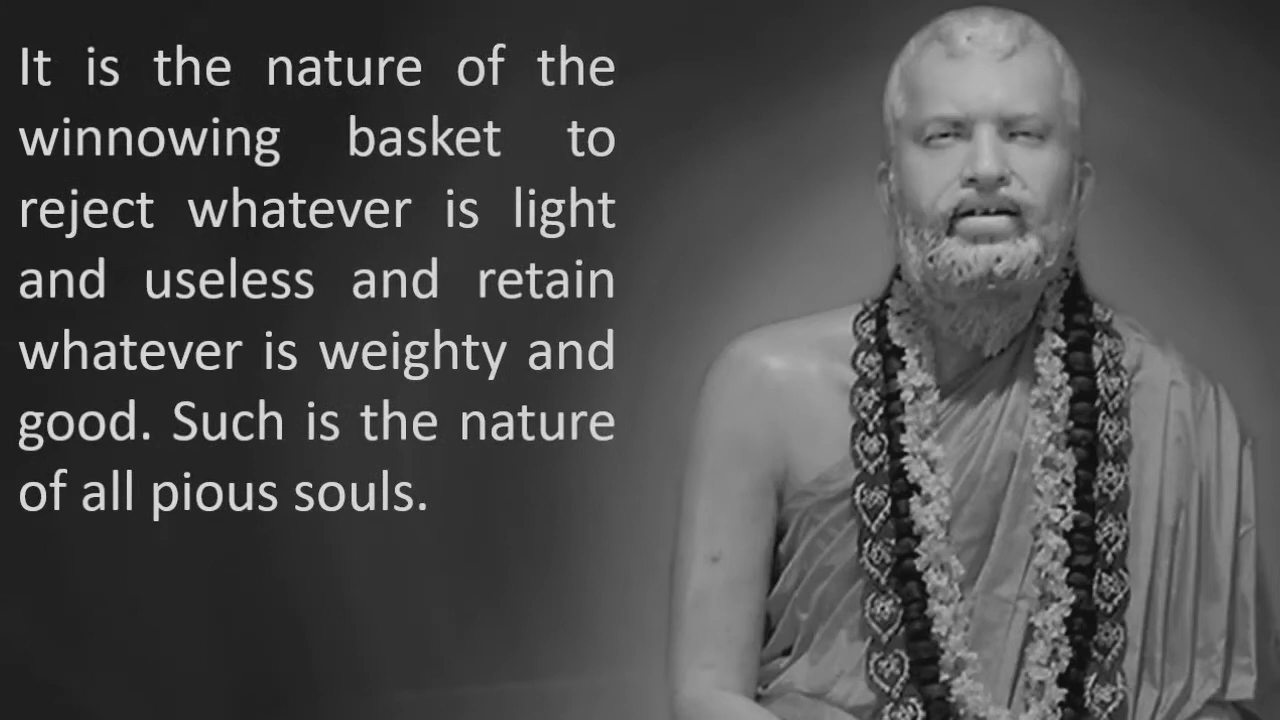 It is the nature of the
winnowing basket to
reject whatever is light
and useless and retain
whatever is weighty and
good. Such is the nature
of all pious souls.